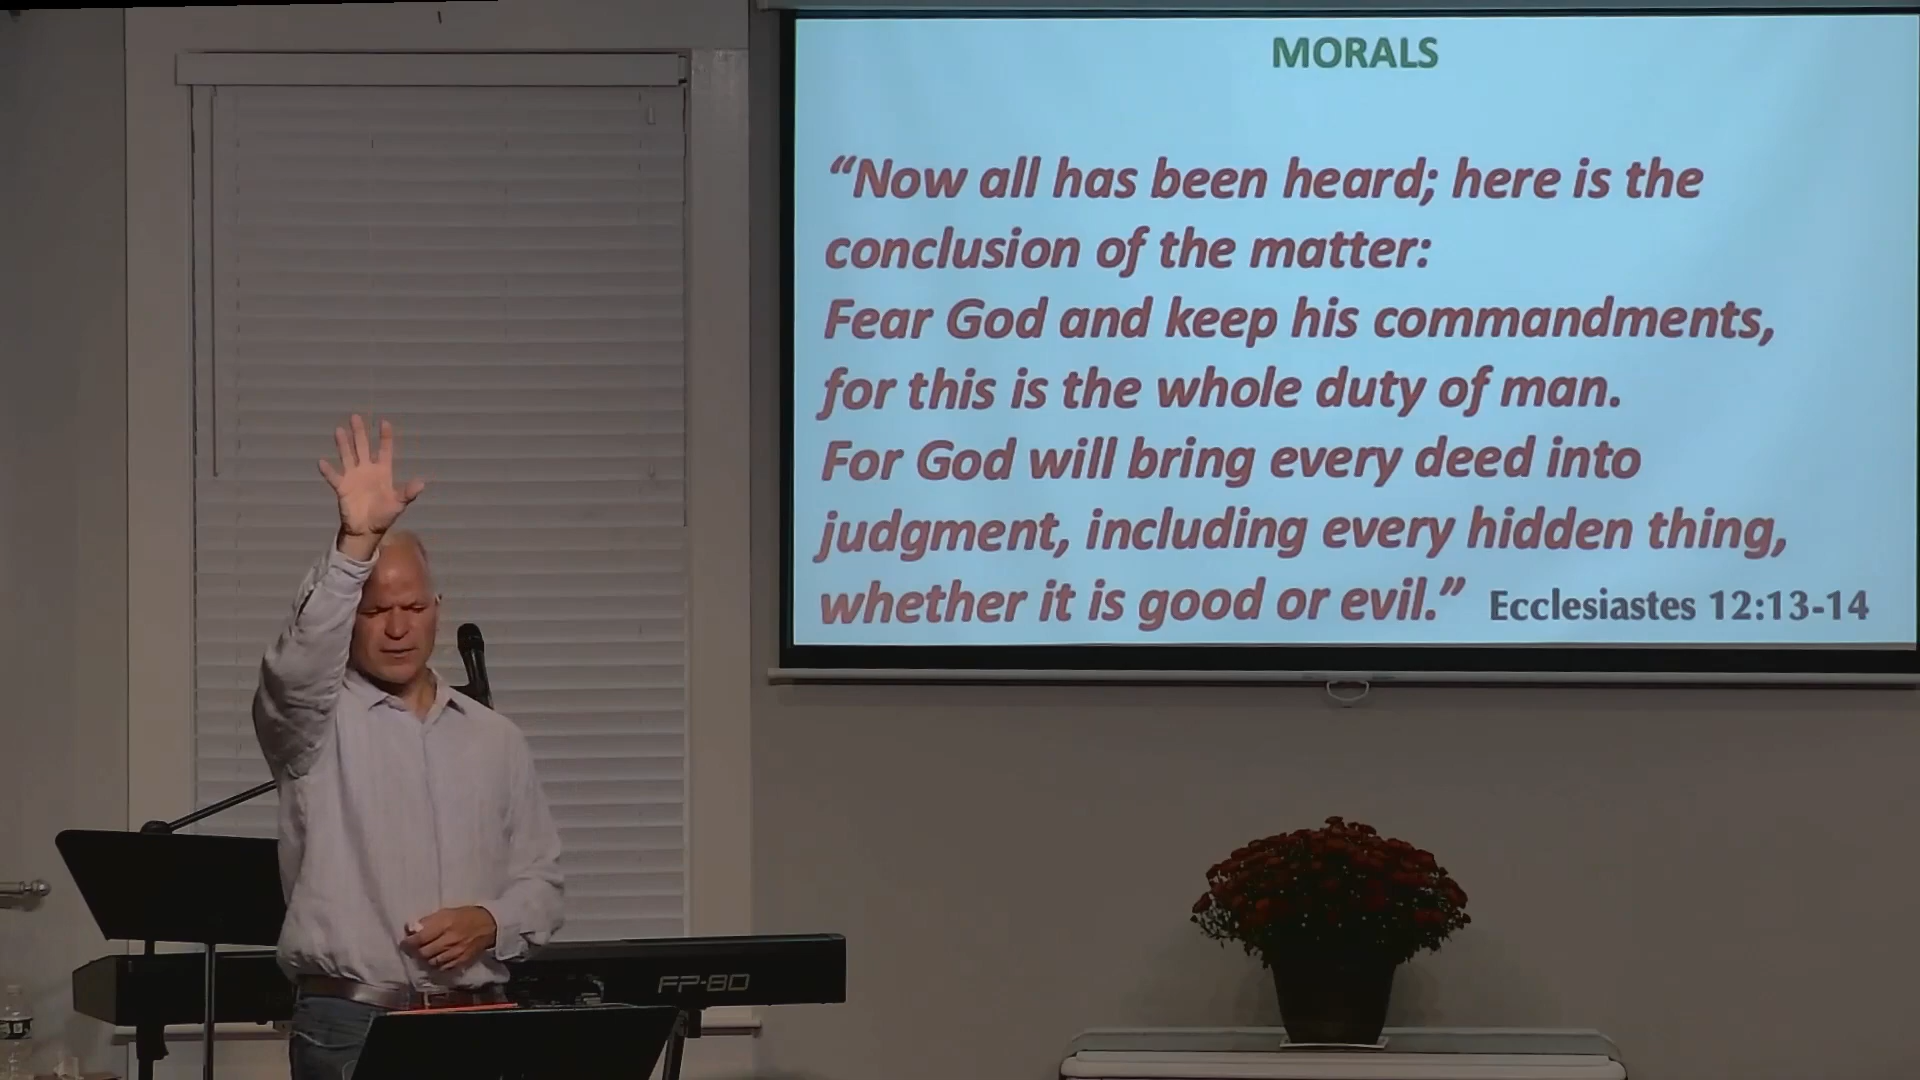 MORALS
“Now all has been heard; here is the
conclusion of the matter:
Fear God and keep his commandments,
for this is the whole duty of man.
For God will bring every deed into
judgment, including every hidden thing,
whether it is good or evil.” Ecclesiastes 12:13-14
FP-80